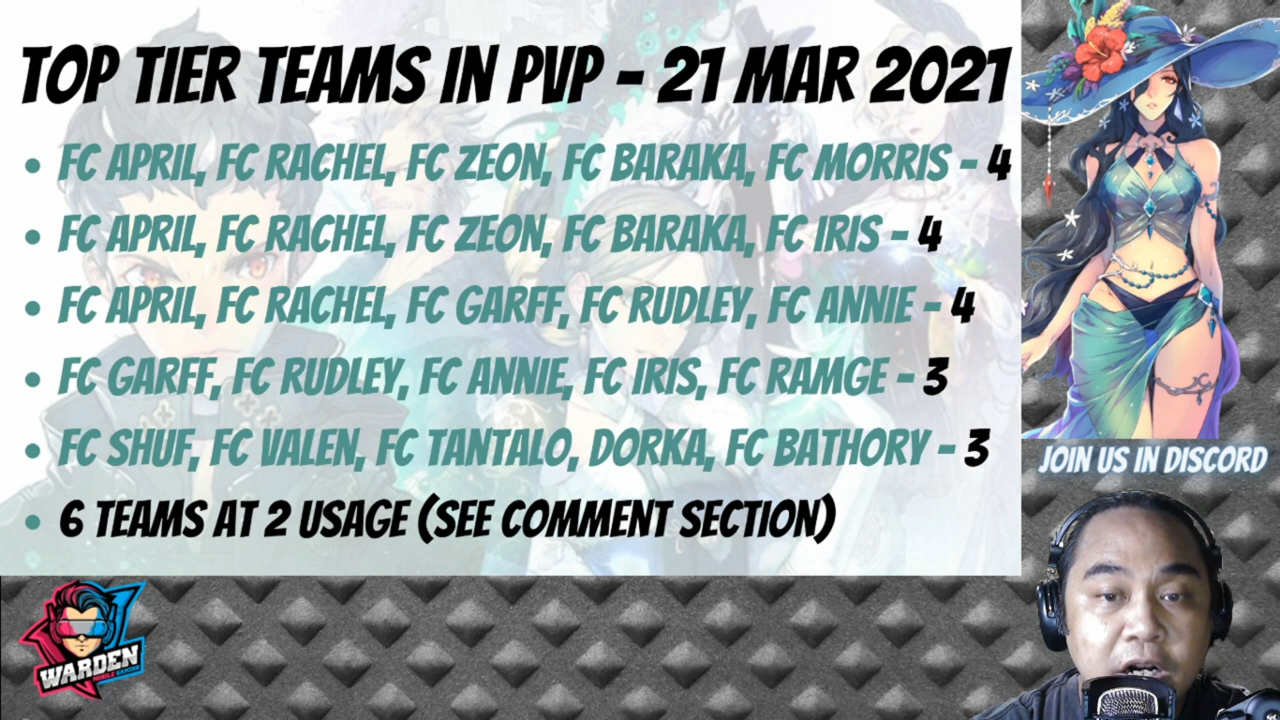 TOP TIER TEAMS IN PVP - 21 MAR 2021
• FC APRIL, FC RACHEL, FC ZEON, FC BARAKA, FC MORRIS - 4
• FC APRIL, FC RACHEL, FC ZEON, FC BARAKA, FC IRIS - 4
• FC APRIL, FC RACHEL, FC GARFF, FC RUDLEY, FC ANNIE - 4
• FC GARFF, FC RUDLEY, FC ANNIE, FC IRIS, FC RAMGE - 3
• FC SHUF, FC VALEN, FC TANTALO, DORKA, FC BATHORY - 3
• 6 TEAMS AT 2 USAGE (SEE COMMENT SECTION)
JOIN US IN DISCORD
WARDEN
MOBILE GAMING